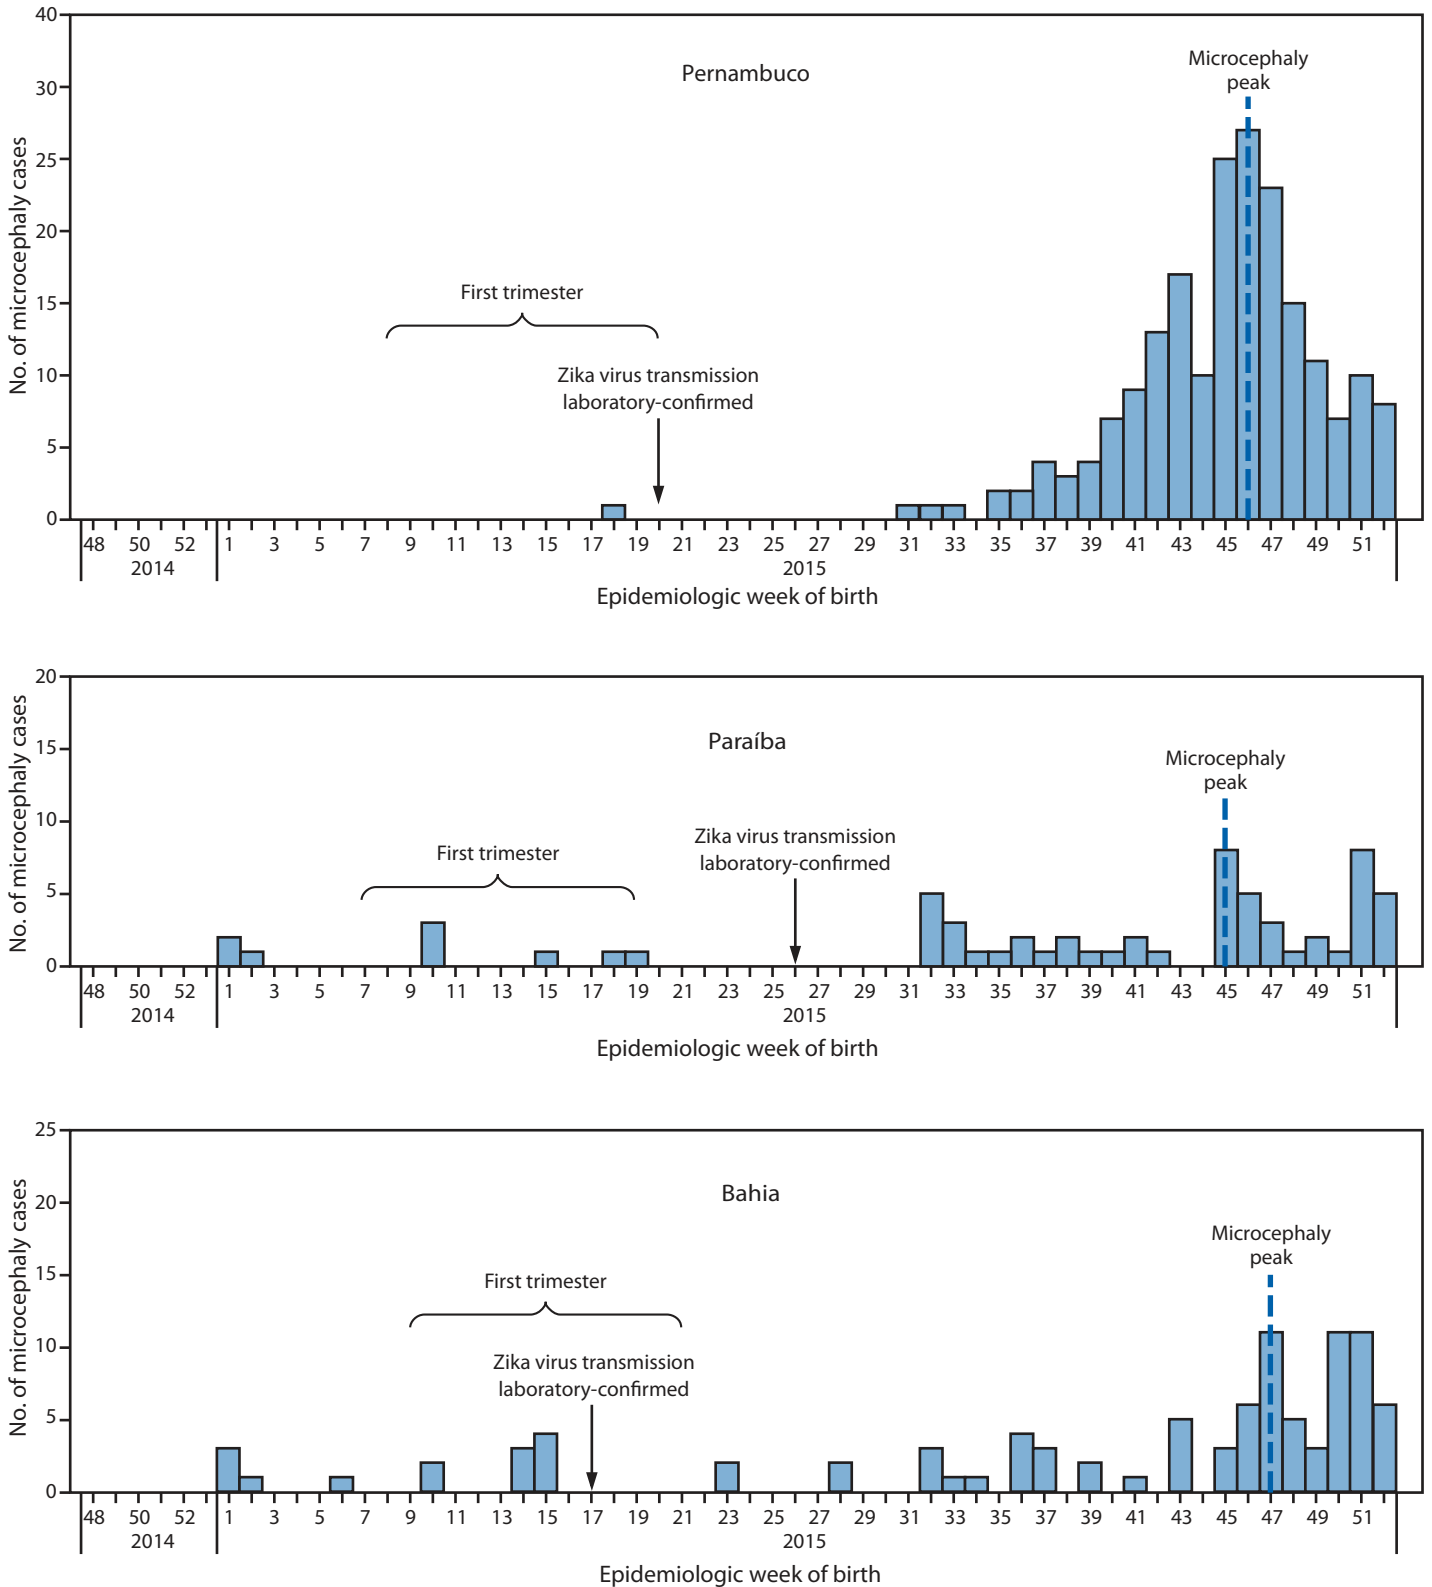 Pernambuco
Microcephaly
peak
First trimester
Zika virus transmission
laboratory-confirmed
No. of microcephaly cases
40
30
25
20
15
10
5
0
48 50 52 1 3 5 7 9 11 13 15 17 19 21 23 25 27 29 31 33 35 37 39 41 43 45 47 49 51
2014 2015
Epidemiologic week of birth
Paraíba
Microcephaly
peak
First trimester
Zika virus transmission
laboratory-confirmed
No. of microcephaly cases
20
15
10
5
0
48 50 52 1 3 5 7 9 11 13 15 17 19 21 23 25 27 29 31 33 35 37 39 41 43 45 47 49 51
2014 2015
Epidemiologic week of birth
Bahia
Microcephaly
peak
First trimester
Zika virus transmission
laboratory-confirmed
No. of microcephaly cases
25
20
15
10
5
0
48 50 52 1 3 5 7 9 11 13 15 17 19 21 23 25 27 29 31 33 35 37 39 41 43 45 47 49 51
2014 2015
Epidemiologic week of birth